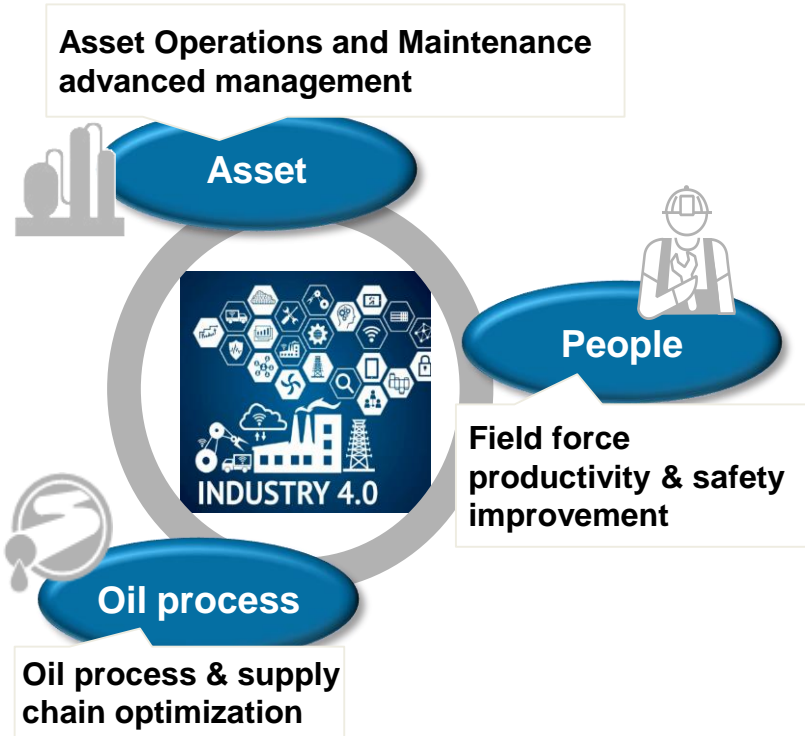 Asset Operations and Maintenance
advanced management
Asset
People
Field force
productivity & safety
improvement
INDUSTRY 4.0
Oil process
Oil process & supply
chain optimization